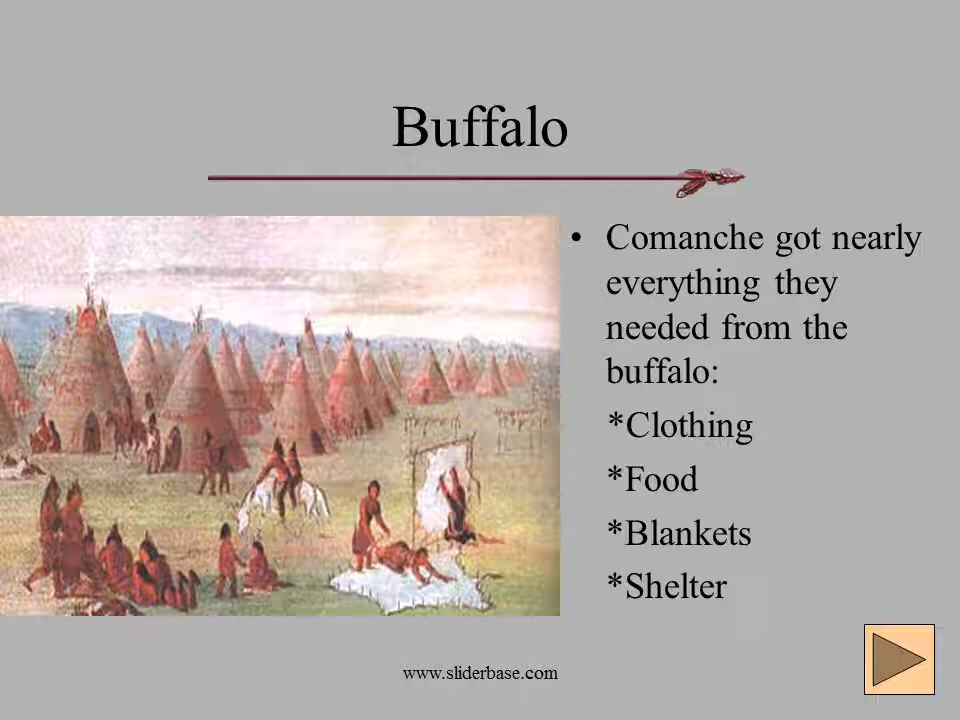 Buffalo
• Comanche got nearly
everything they
needed from the
buffalo:
*Clothing
*Food
*Blankets
*Shelter
www.sliderbase.com